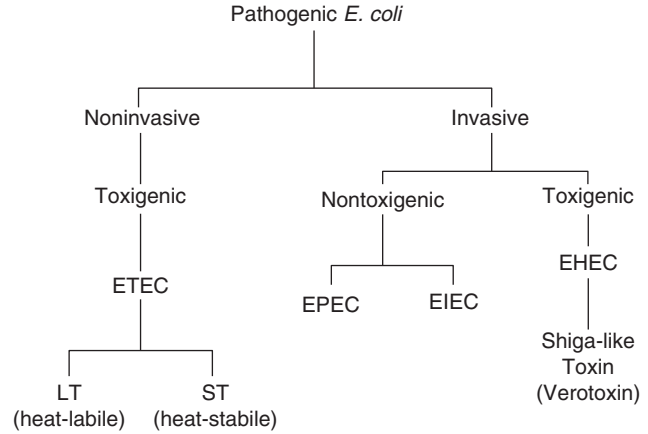 Pathogenic E. coli
Noninvasive
Invasive
Toxigenic
Nontoxigenic
Toxigenic
ETEC
EPEC
EIEC
EHEC
LT
(heat-labile)
ST
(heat-stabile)
Shiga-like
Toxin
(Verotoxin)